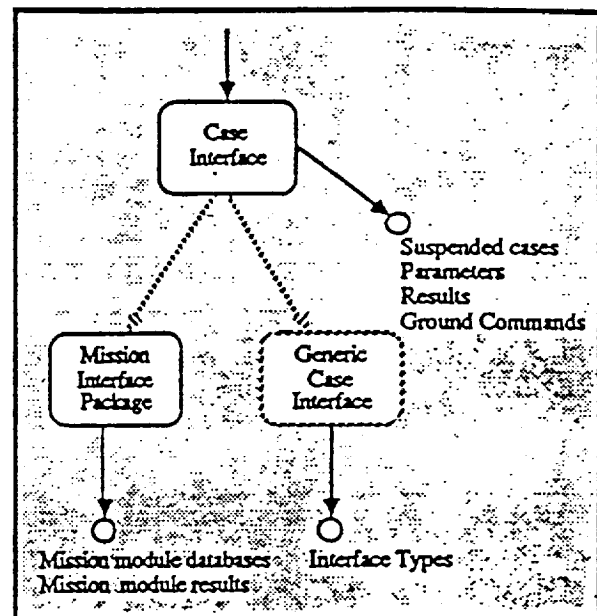 Case
Interface
Suspended cases
Parameters
Results
Ground Commands
Mission
Interface
Package
Generic
Case
Interface
Mission module databases
Mission module results
Interface Types